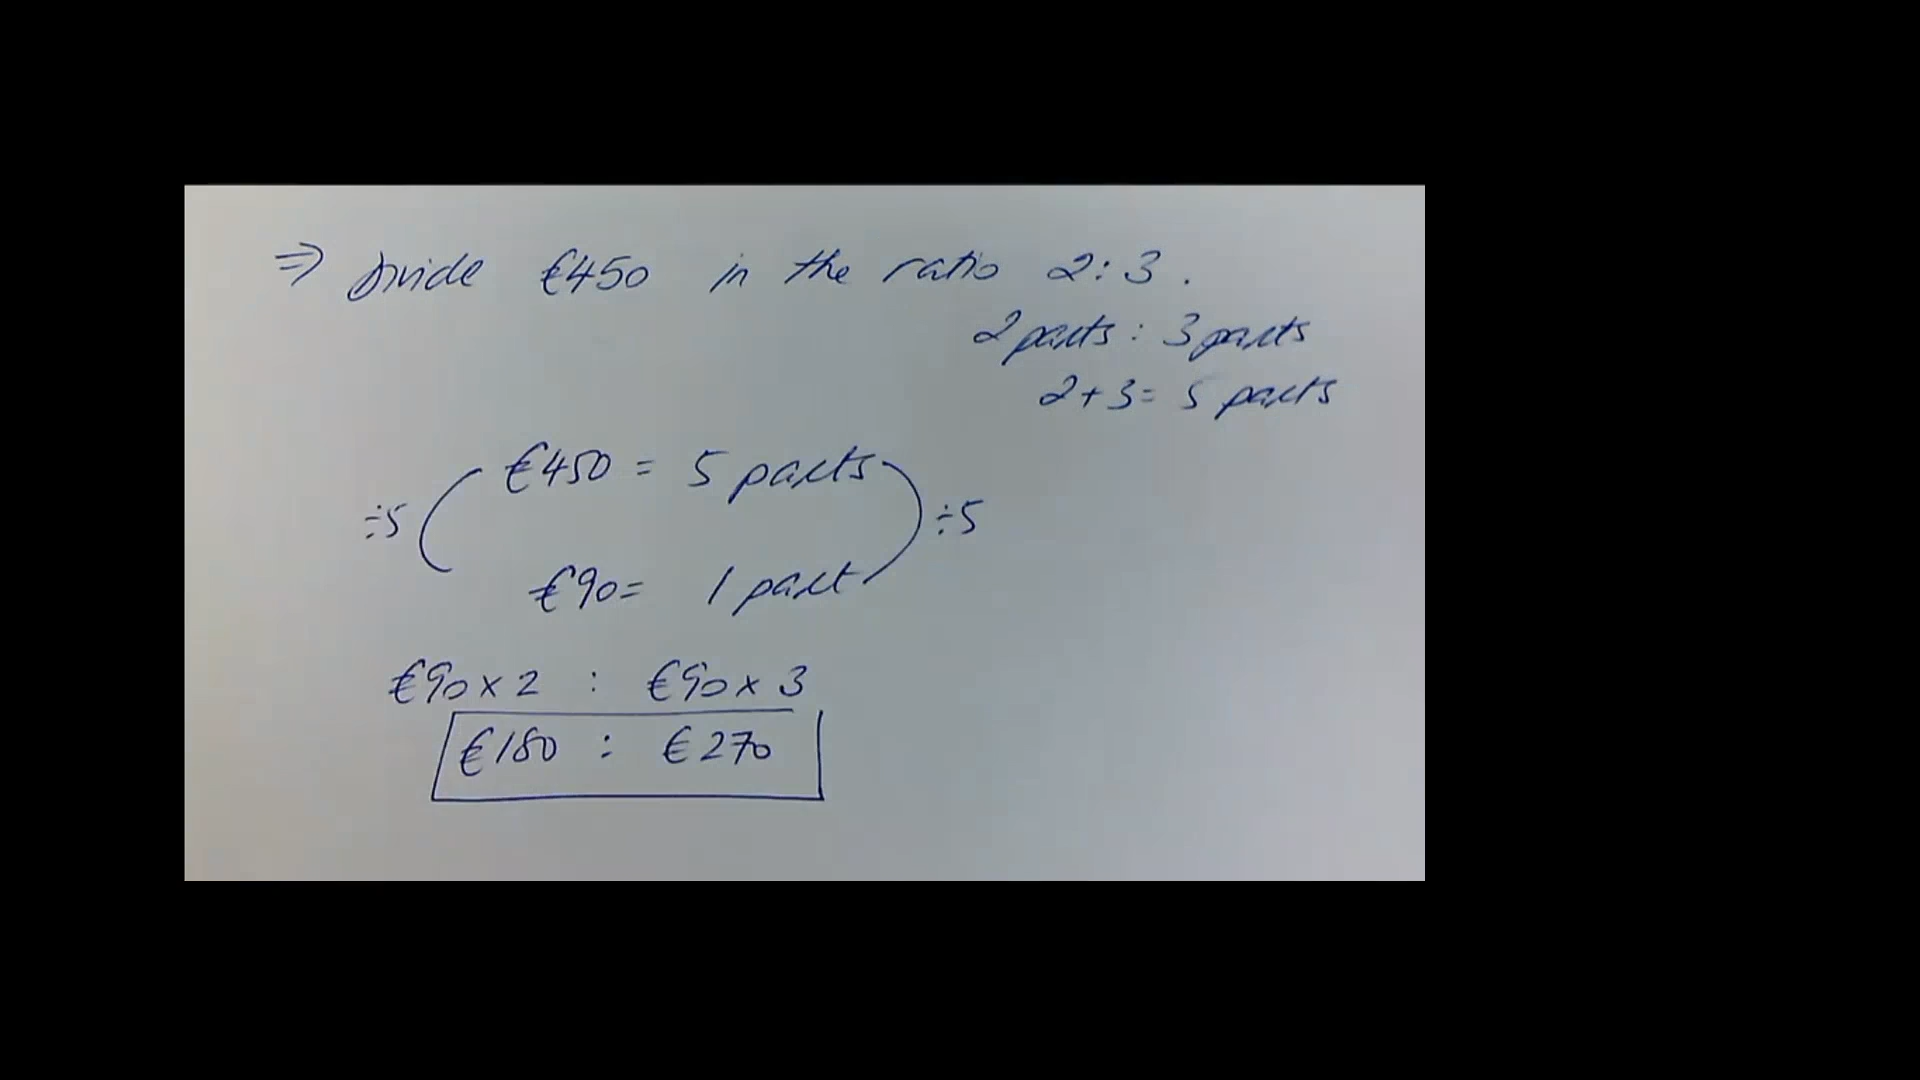 ⇒ Divide €450 in the ratio 2:3.
2 parts : 3 parts
2+3= 5 parts
€450 = 5 parts
÷5 ÷5
€90= 1 part
€90 x 2 : €90 x 3
€180 : €270